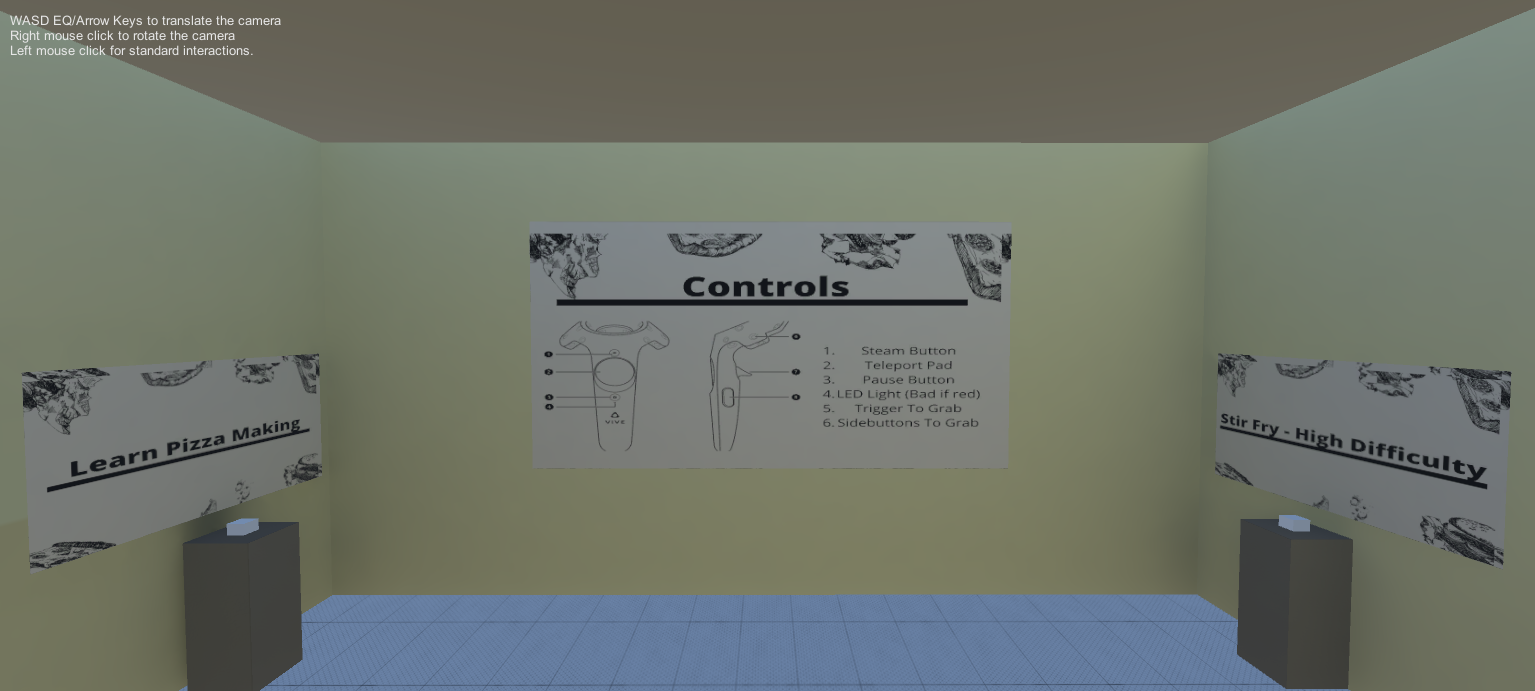 WASD EQ/Arrow Keys to translate the camera
Right mouse click to rotate the camera
Left mouse click for standard interactions.
Controls
VIVE
1. Steam Button
2. Teleport Pad
3. Pause Button
4. LED Light (Bad if red)
5. Trigger To Grab
6. Sidebuttons To Grab
Learn Pizza Making
Stir Fry - High Difficulty